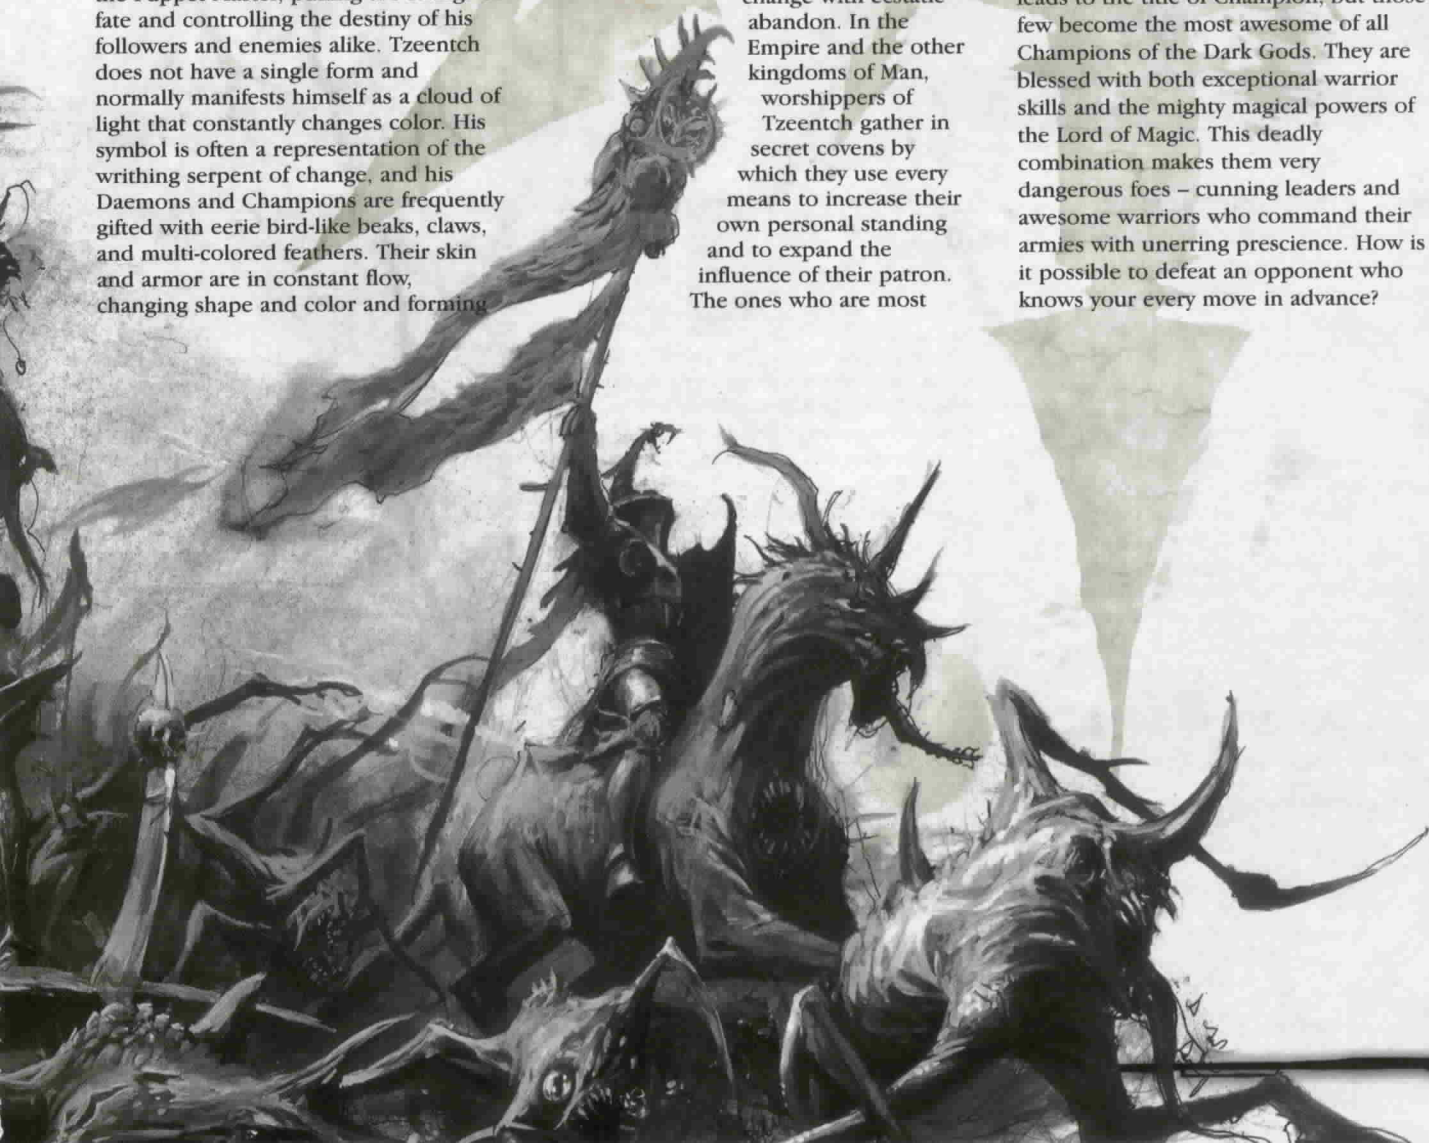 fate and controlling the destiny of his
followers and enemies alike. Tzeentch
does not have a single form and
normally manifests himself as a cloud of
light that constantly changes color. His
symbol is often a representation of the
writhing serpent of change, and his
Daemons and Champions are frequently
gifted with eerie bird-like beaks, claws,
and multi-colored feathers. Their skin
and armor are in constant flow,
changing shape and color and forming
abandon. In the
Empire and the other
kingdoms of Man,
worshippers of
Tzeentch gather in
secret covens by
which they use every
means to increase their
own personal standing
and to expand the
influence of their patron.
The ones who are most
few become the most awesome of all
Champions of the Dark Gods. They are
blessed with both exceptional warrior
skills and the mighty magical powers of
the Lord of Magic. This deadly
combination makes them very
dangerous foes – cunning leaders and
awesome warriors who command their
armies with unerring prescience. How is
it possible to defeat an opponent who
knows your every move in advance?